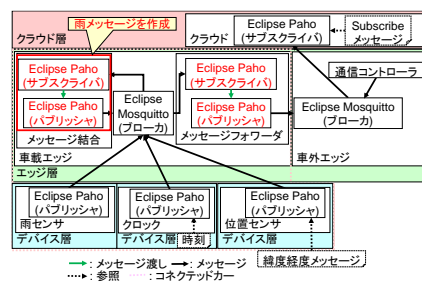 雨メッセージを作成
クラウド層
クラウド
Eclipse Paho
(サブスクライバ)
Subscribe
メッセージ
Eclipse Paho
(サブスクライバ)
Eclipse Paho
(パブリッシャ)
メッセージ結合
車載エッジ
エッジ層
Eclipse
Mosquitto
(ブローカ)
Eclipse Paho
(サブスクライバ)
Eclipse Paho
(パブリッシャ)
メッセージフォワーダ
通信コントローラ
Eclipse Mosquitto
(ブローカ)
車外エッジ
Eclipse Paho
(パブリッシャ)
雨センサ
デバイス層
Eclipse Paho
(パブリッシャ)
クロック
デバイス層
時刻
Eclipse Paho
(パブリッシャ)
位置センサ
デバイス層
緯度経度メッセージ
: メッセージ渡し
: メッセージ
: 参照
: コネクテッドカー